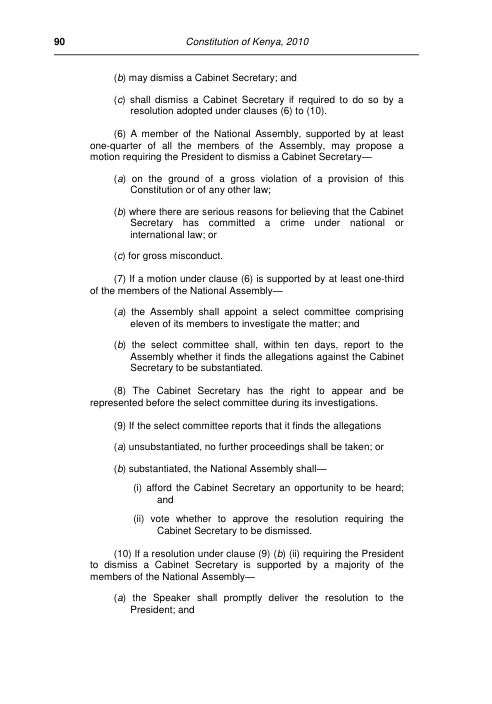 90 Constitution of Kenya, 2010
(b) may dismiss a Cabinet Secretary; and
(c) shall dismiss a Cabinet Secretary if required to do so by a
resolution adopted under clauses (6) to (10).
(6) A member of the National Assembly, supported by at least
one-quarter of all the members of the Assembly, may propose a
motion requiring the President to dismiss a Cabinet Secretary—
(a) on the ground of a gross violation of a provision of this
Constitution or of any other law;
(b) where there are serious reasons for believing that the Cabinet
Secretary has committed a crime under national or
international law; or
(c) for gross misconduct.
(7) If a motion under clause (6) is supported by at least one-third
of the members of the National Assembly—
(a) the Assembly shall appoint a select committee comprising
eleven of its members to investigate the matter; and
(b) the select committee shall, within ten days, report to the
Assembly whether it finds the allegations against the Cabinet
Secretary to be substantiated.
(8) The Cabinet Secretary has the right to appear and be
represented before the select committee during its investigations.
(9) If the select committee reports that it finds the allegations
(a) unsubstantiated, no further proceedings shall be taken; or
(b) substantiated, the National Assembly shall—
(i) afford the Cabinet Secretary an opportunity to be heard;
and
(ii) vote whether to approve the resolution requiring the
Cabinet Secretary to be dismissed.
(10) If a resolution under clause (9) (b) (ii) requiring the President
to dismiss a Cabinet Secretary is supported by a majority of the
members of the National Assembly—
(a) the Speaker shall promptly deliver the resolution to the
President; and